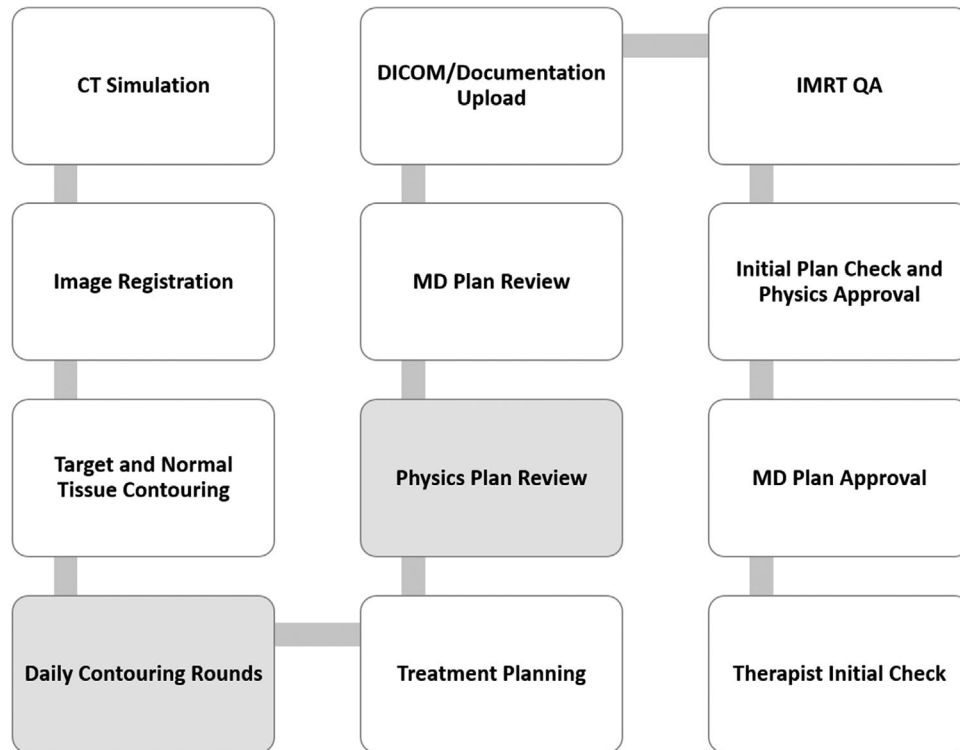 CT Simulation
Image Registration
Target and Normal
Tissue Contouring
Daily Contouring Rounds
Treatment Planning
Physics Plan Review
MD Plan Review
DICOM/Documentation
Upload
IMRT QA
Initial Plan Check and
Physics Approval
MD Plan Approval
Therapist Initial Check